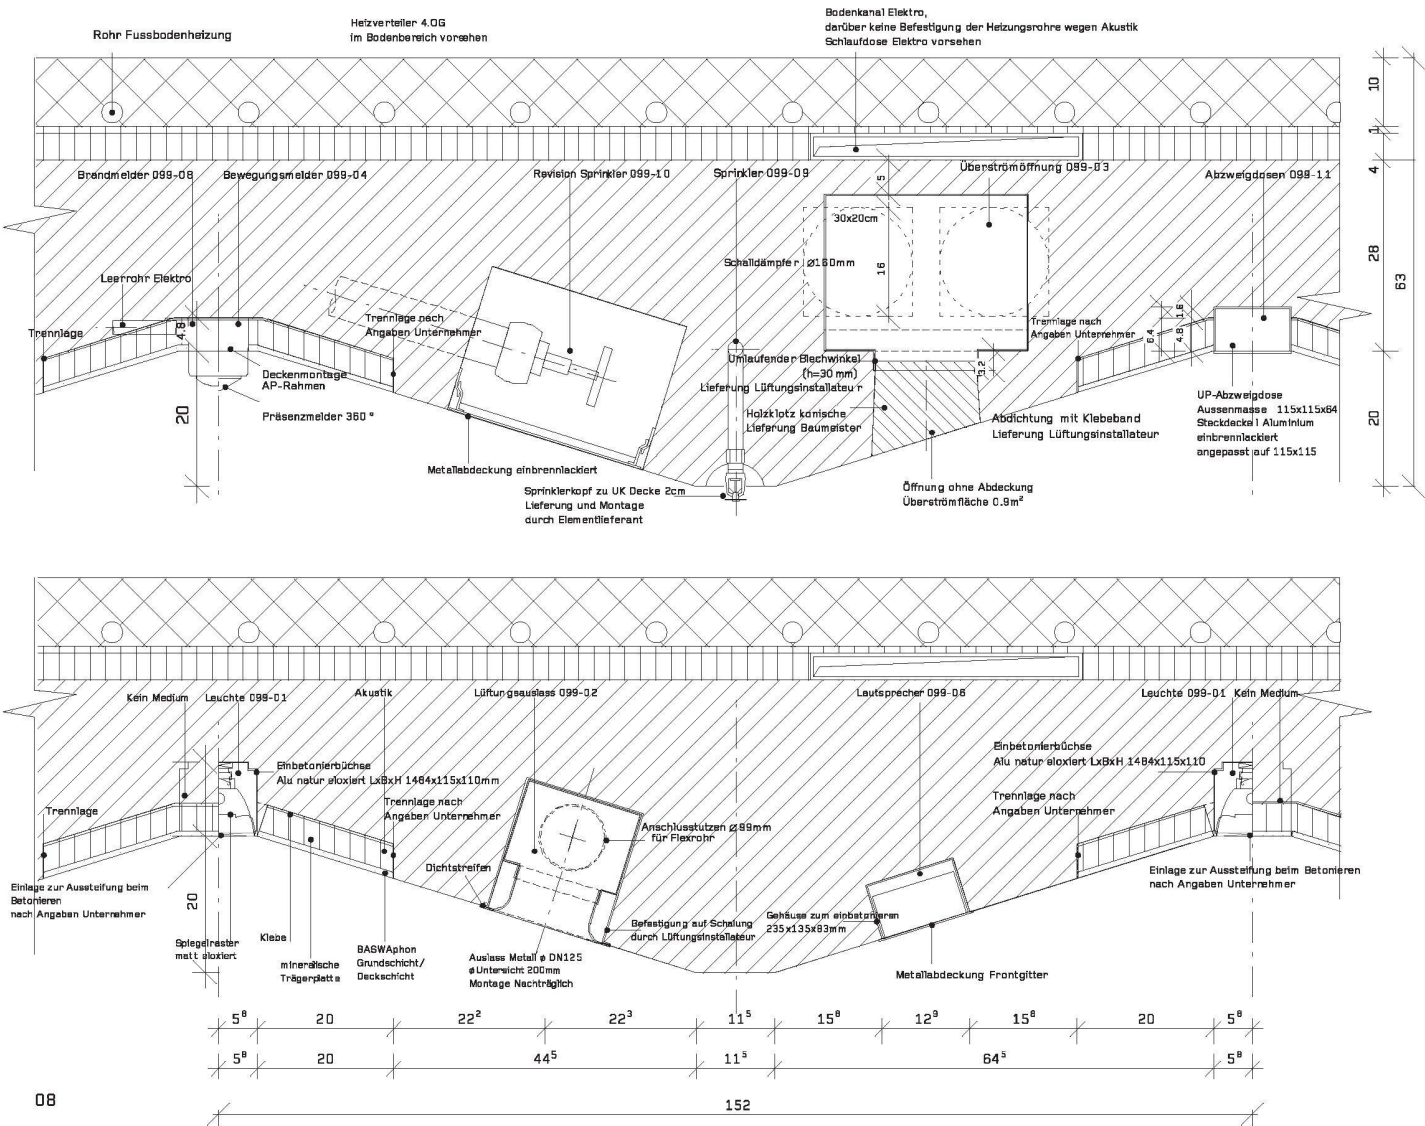 Rohr Fussbodenheizung
Heizverteiler 4.OG
im Bodenbereich vorsehen
Bodenkanal Elektro,
darüber keine Befestigung der Heizungsrohre wegen Akustik
Schlaufdose Elektro vorsehen
10
1
4
28
63
20
Brandmelder 099-08
Bewegungsmelder 099-04
Revision Sprinkler 099-10
Sprinkler 099-09
Überströmöffnung 099-03
Abzweigdosen 099-11
5
30x20cm
Schalldämpfer Ø160mm
16
Leerrohr Elektro
Trennlage
4.8
Trennlage nach
Angaben Unternehmer
Trennlage nach
Angaben Unternehmer
6.4
4.8
1.6
Umlaufender Blechwinkel
(h=30 mm)
Lieferung Lüftungsinstallateur
3.2
Deckenmontage
AP-Rahmen
Präsenzmelder 360°
20
Holzklotz konische
Lieferung Baumeister
Abdichtung mit Klebeband
Lieferung Lüftungsinstallateur
UP-Abzweigdose
Aussenmasse 115x115x64
Steckdeckel Aluminium
einbrennlackiert
angepasst auf 115x115
Metallabdeckung einbrennlackiert
Sprinklerkopf zu UK Decke 2cm
Lieferung und Montage
durch Elementlieferant
Öffnung ohne Abdeckung
Überströmfläche 0.9m²
Kein Medium
Leuchte 099-01
Akustik
Lüftungsauslass 099-02
Lautsprecher 099-06
Leuchte 099-01
Kein Medium
Einbetonierbüchse
Alu natur eloxiert LxBxH 1484x115x110mm
Einbetonierbüchse
Alu natur eloxiert LxBxH 1484x115x110
Trennlage
Trennlage nach
Angaben Unternehmer
Trennlage nach
Angaben Unternehmer
Anschlusstutzen Ø 99mm
für Flexrohr
Dichtstreifen
Einlage zur Aussteifung beim
Betonieren
nach Angaben Unternehmer
Einlage zur Aussteifung beim Betonieren
nach Angaben Unternehmer
20
Spiegelraster
matt eloxiert
Klebe
mineralische
Trägerplatte
BASWAphon
Grundschicht/
Deckschicht
Auslass Metall ø DN125
ø Untersicht 200mm
Montage Nachträglich
Befestigung auf Schalung
durch Lüftungsinstallateur
Gehäuse zum einbetonieren
235x135x83mm
Metallabdeckung Frontgitter
5⁸ 20 22² 22³ 11⁵ 15⁸ 12⁹ 15⁸ 20 5⁸
5⁸ 20 44⁵ 11⁵ 64⁵ 5⁸
152
08